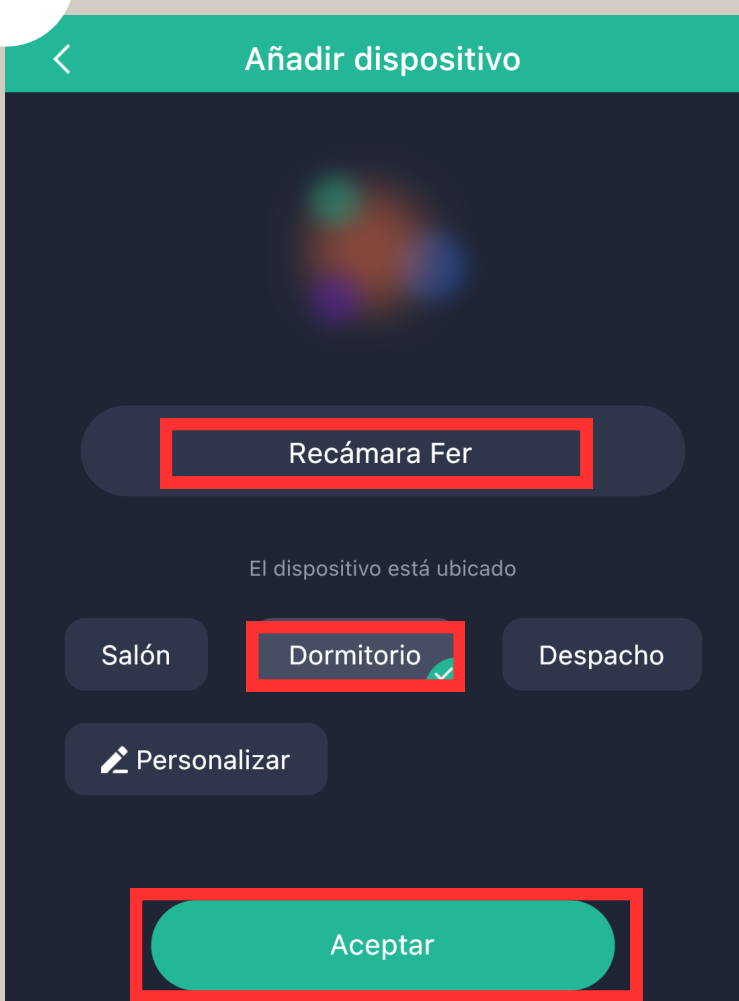 Añadir dispositivo
Recámara Fer
El dispositivo está ubicado
Salón
Dormitorio
Despacho
Personalizar
Aceptar